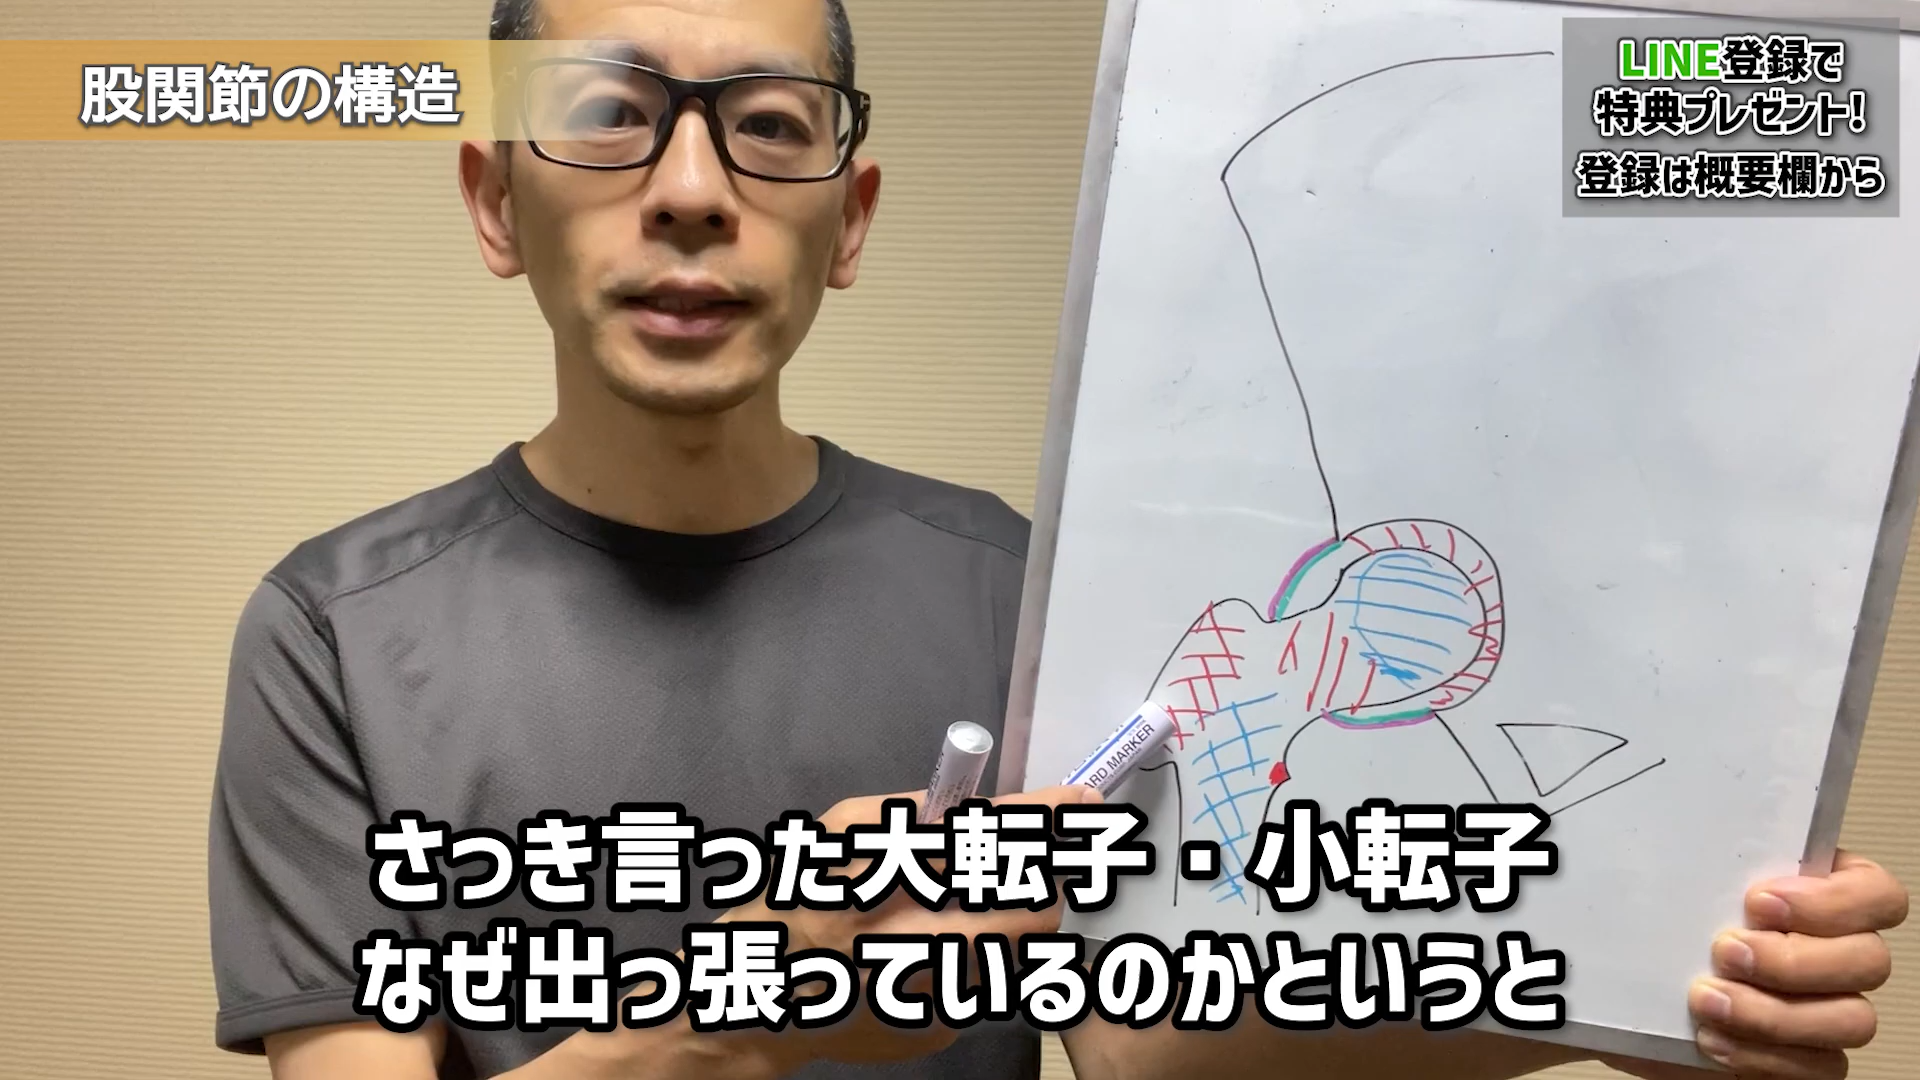 股関節の構造
LINE登録で
特典プレゼント!
登録は概要欄から
ARD MARKER
さっき言った大転子・小転子
なぜ出っ張っているのかというと